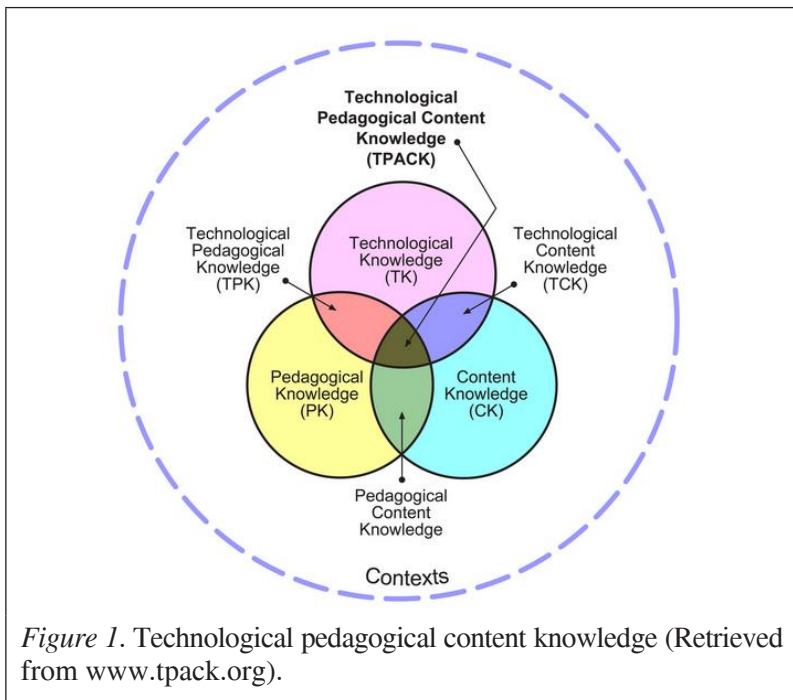 Technological
Pedagogical Content
Knowledge
(TPACK)
Technological
Pedagogical
Knowledge
(TPK)
Technological
Knowledge
(TK)
Technological
Content
Knowledge
(TCK)
Pedagogical
Knowledge
(PK)
Content
Knowledge
(CK)
Pedagogical
Content
Knowledge
Contexts
Figure 1. Technological pedagogical content knowledge (Retrieved
from www.tpack.org).